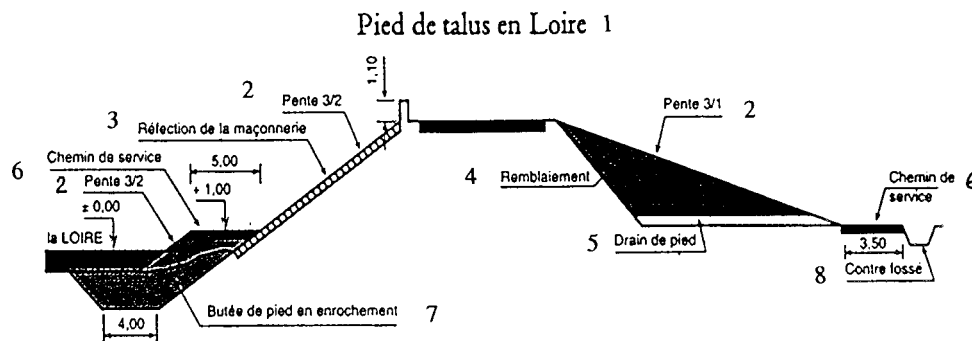 Pied de talus en Loire 1
1,10
2
Pente 3/2
Pente 3/1 2
3
Réfection de la maçonnerie
Chemin de service
5,00
6
2 Pente 3/2
+ 1,00
± 0,00
4 Remblaiement
Chemin de
service
6
la LOIRE
5 Drain de pied
3,50
8 Contre fossé
Butée de pied en enrochement 7
4,00